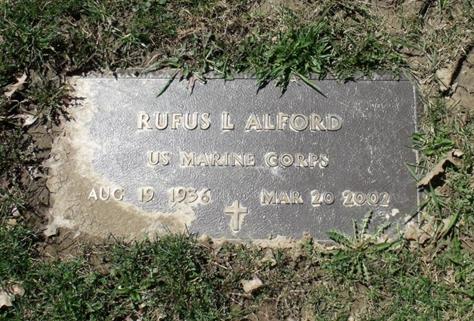 RUFUS L ALFORD
US MARINE CORPS
AUG 19 1936 MAR 20 2002